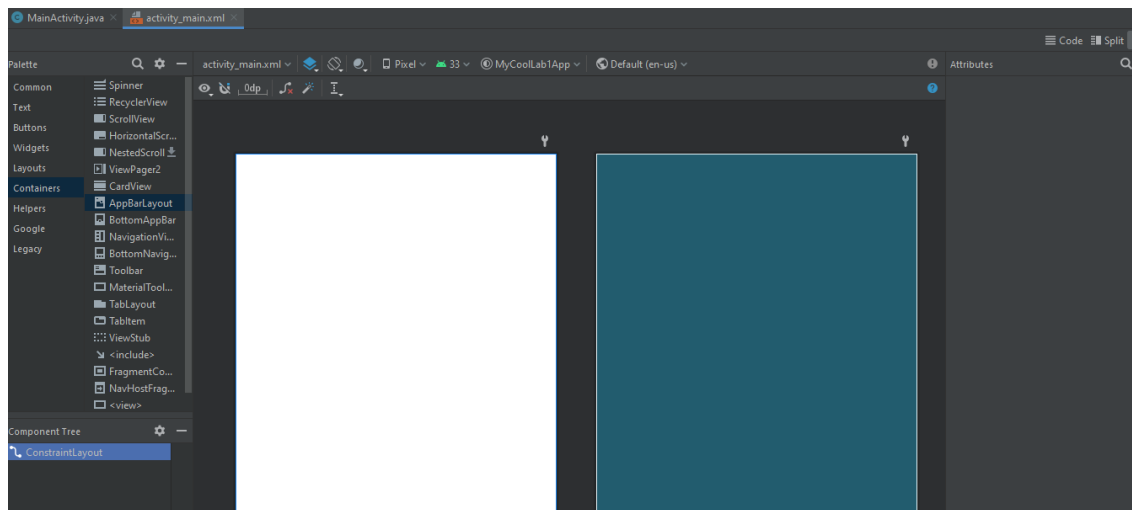 MainActivity.java
activity_main.xml
Code
Split
Palette
activity_main.xml
Pixel
33
MyCoolLab1App
Default (en-us)
Attributes
Common
Text
Buttons
Widgets
Layouts
Containers
Helpers
Google
Legacy
Spinner
RecyclerView
ScrollView
HorizontalScr...
NestedScroll
ViewPager2
CardView
AppBarLayout
BottomAppBar
NavigationVi...
BottomNavig...
Toolbar
MaterialTool...
TabLayout
TabItem
ViewStub
<include>
FragmentCo...
NavHostFrag...
<view>
0dp
Component Tree
ConstraintLayout